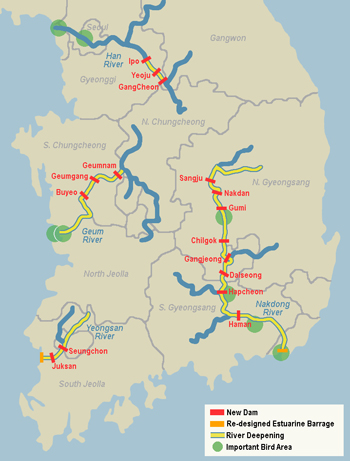 Seoul
Gangwon
Han
River
Ipo
Yeoju
GangCheon
Gyeonggi
N. Chungcheong
S. Chungcheong
Geumnam
Geumgang
Buyeo
Sangju
N. Gyeongsang
Nakdan
Gumi
Geum
River
Chilgok
Gangjeong
Dalseong
North Jeolla
Hapcheon
Nakdong
River
S. Gyeongsang
Haman
Yeongsan
River
Seungchon
Juksan
South Jeolla
New Dam
Re-designed Estuarine Barrage
River Deepening
Important Bird Area